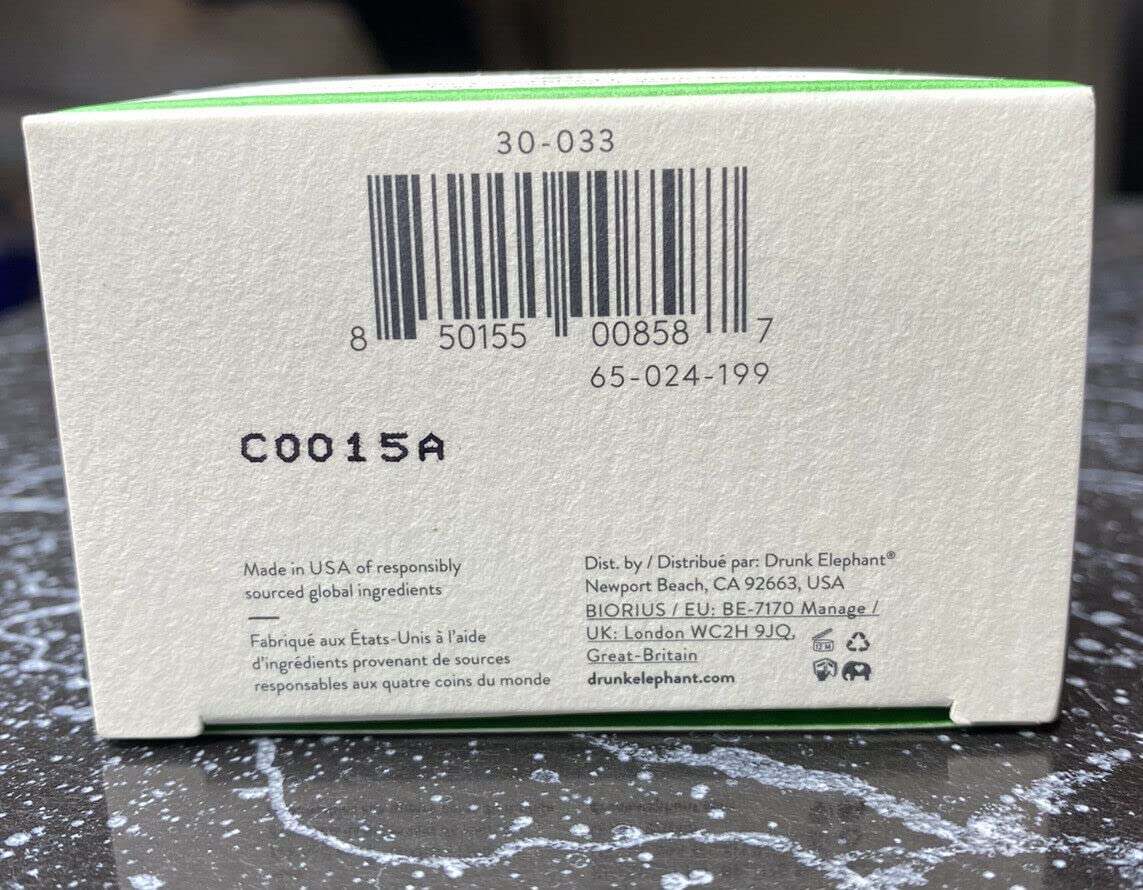 30-033
8 50155 00858 7
65-024-199
C0015A
Made in USA of responsibly
sourced global ingredients
Fabriqué aux États-Unis à l'aide
d'ingrédients provenant de sources
responsables aux quatre coins du monde
Dist. by / Distribué par: Drunk Elephant®
Newport Beach, CA 92663, USA
BIORIUS / EU: BE-7170 Manage /
UK: London WC2H 9JQ,
Great-Britain
drunkelephant.com
12 M